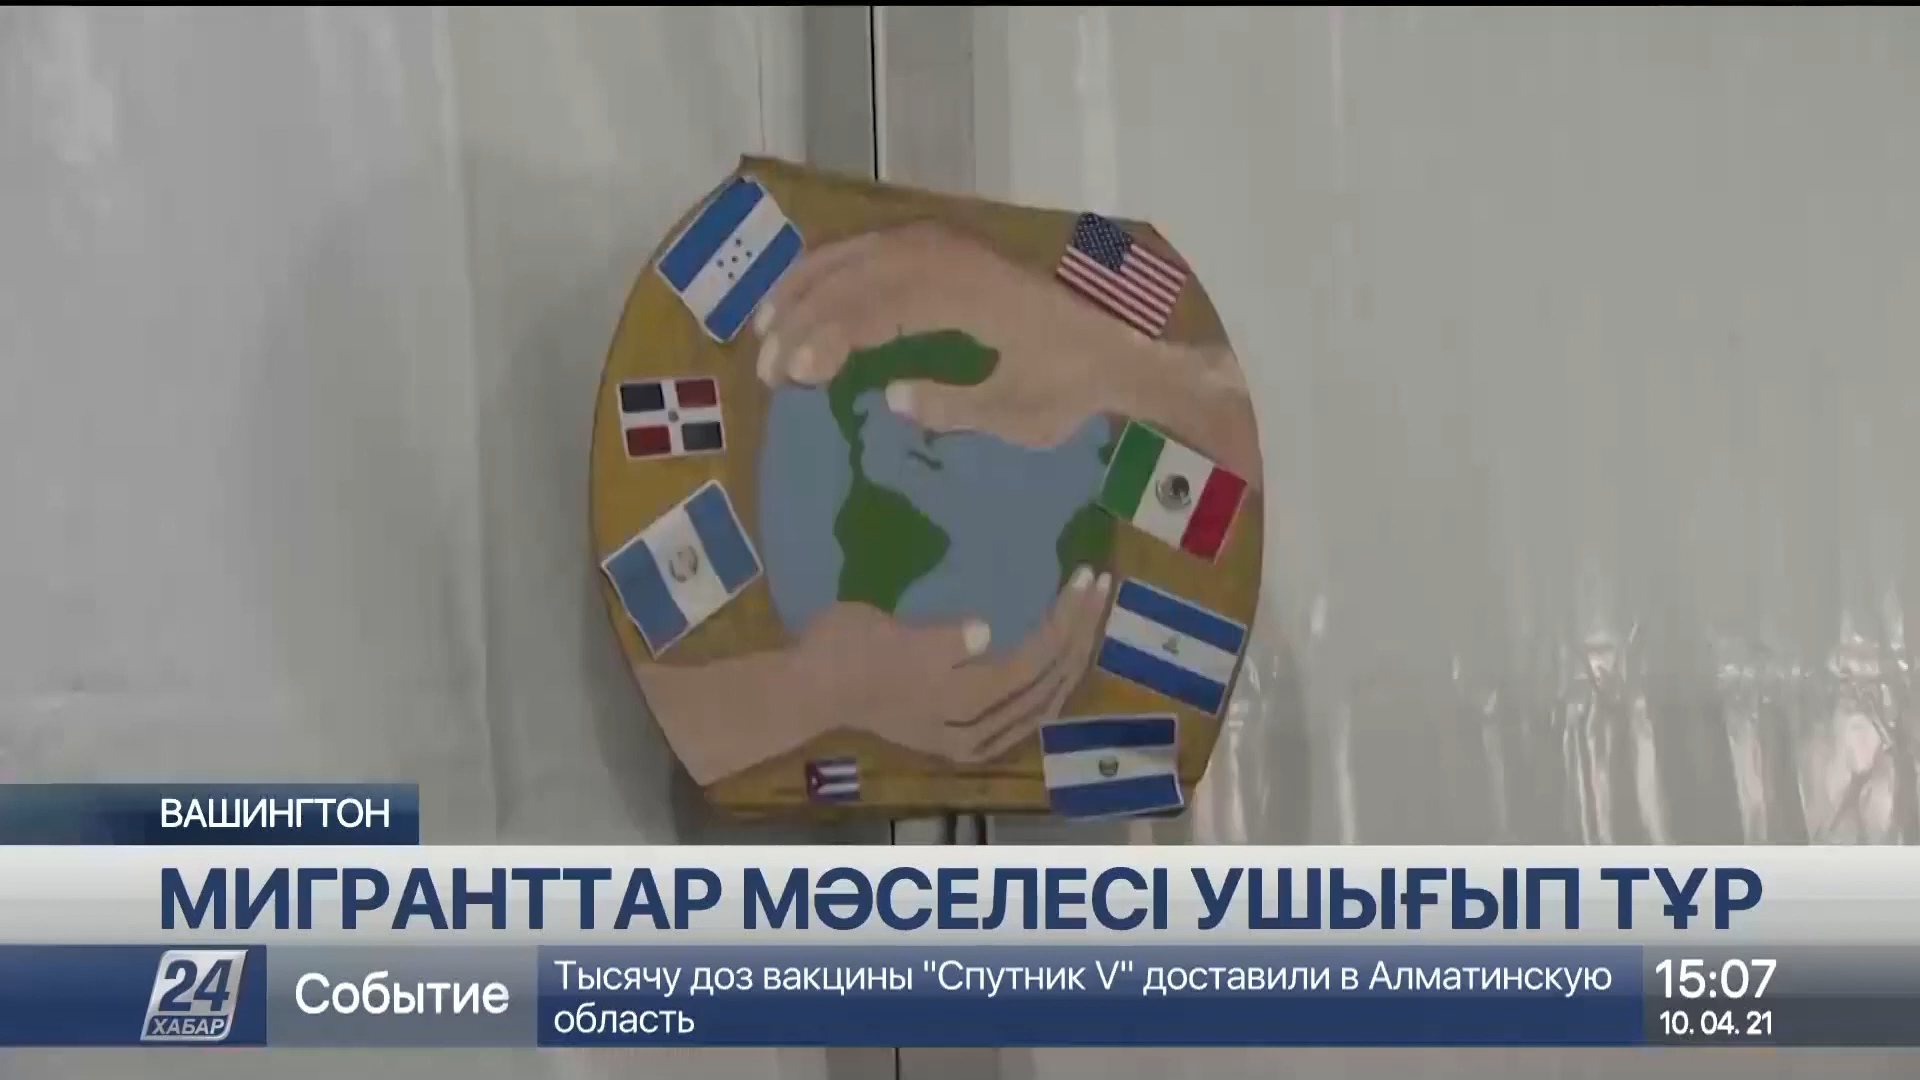 ВАШИНГТОН
МИГРАНТТАР МӘСЕЛЕСІ УШЫҒЫП ТҰР
24
ХАБАР
Событие
Тысячу доз вакцины "Спутник V" доставили в Алматинскую
область
15:07
10. 04. 21